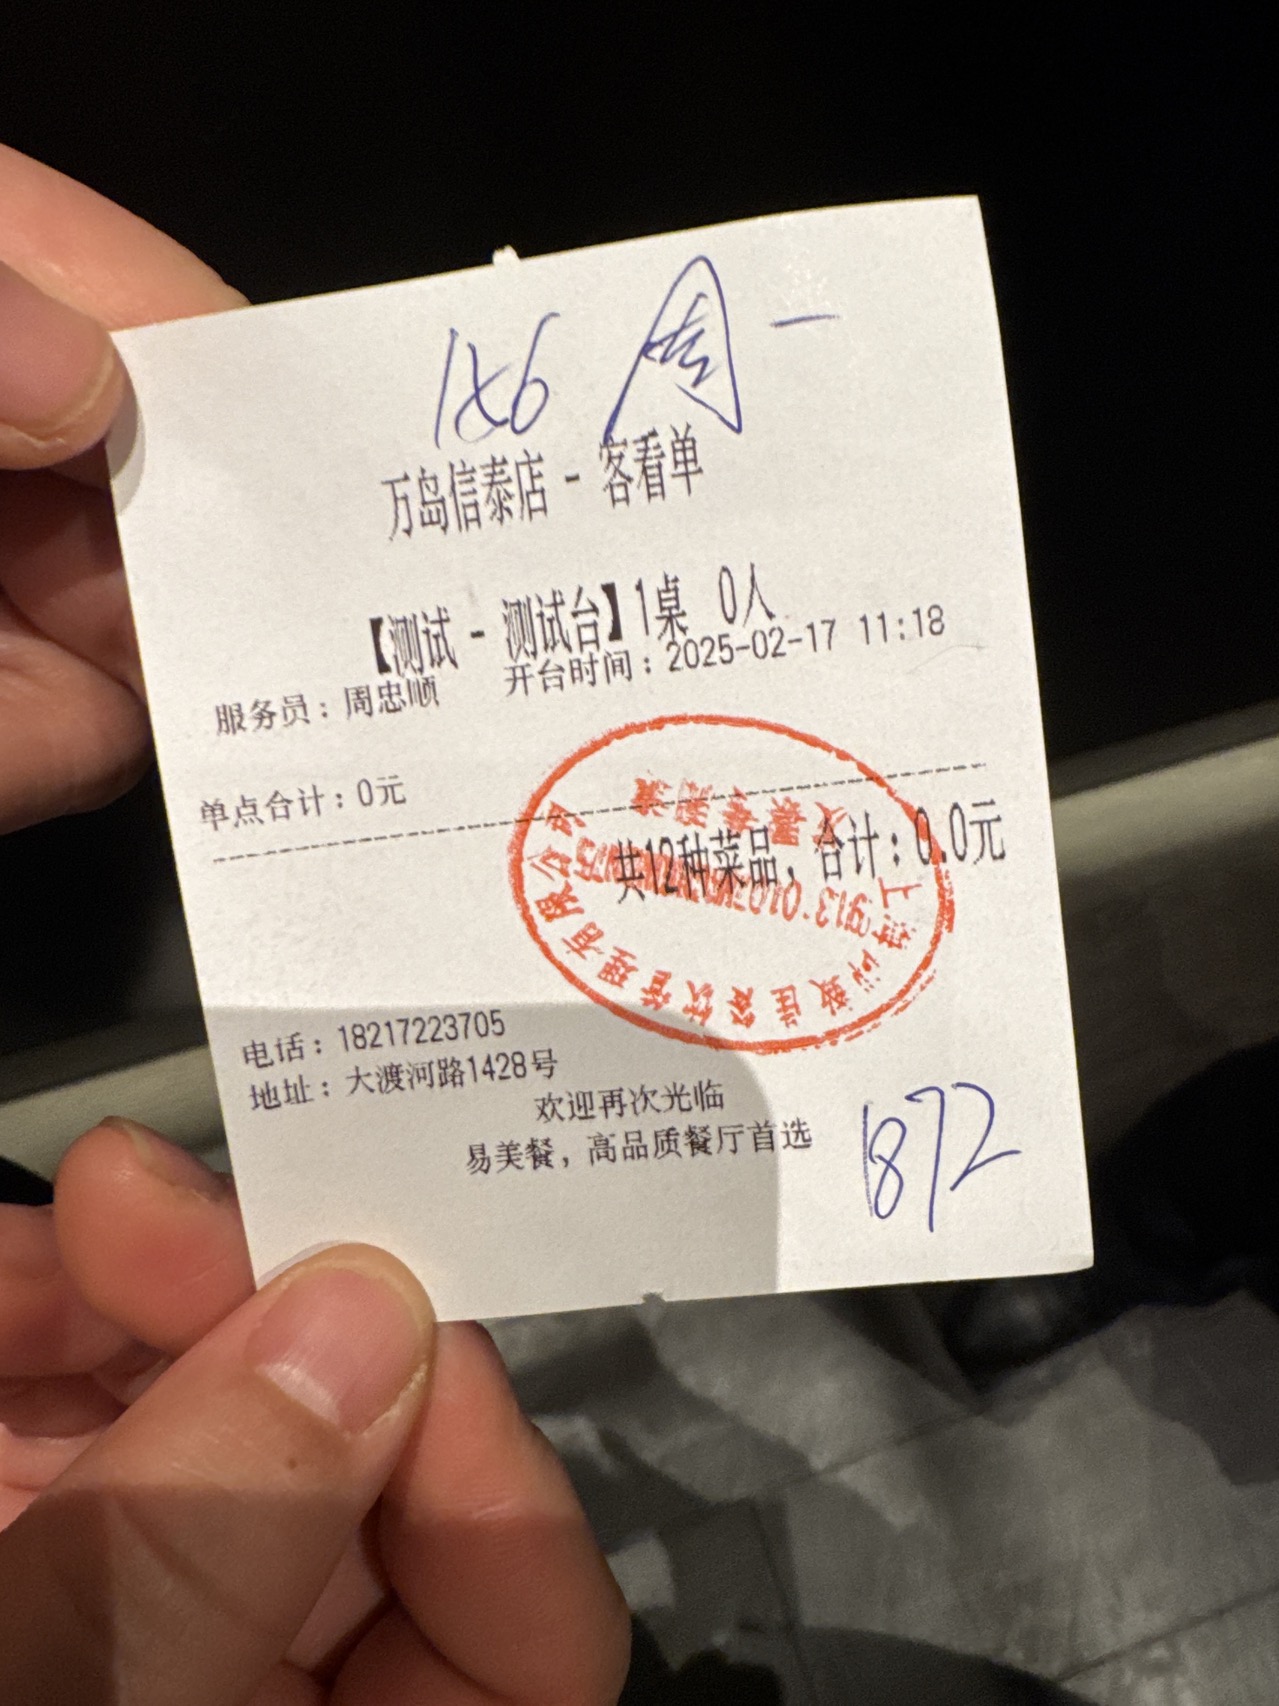 186 周一
万岛信泰店 - 客看单
【测试 - 测试台】1桌 0人
服务员：周忠顺 开台时间：2025-02-17 11:18
单点合计：0元
共12种菜品，合计：0.0元
电话：18217223705
地址：大渡河路1428号
欢迎再次光临
易美餐，高品质餐厅首选
1872